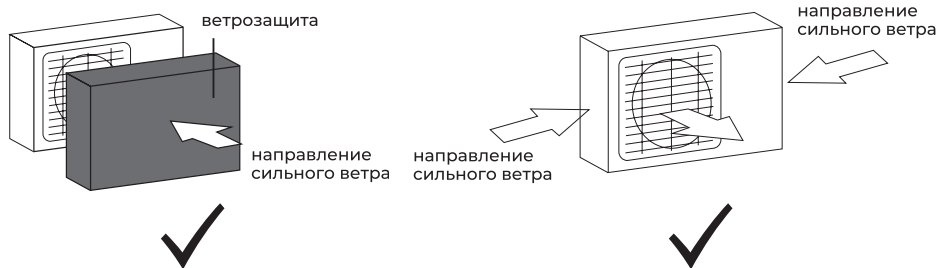 ветрозащита
направление
сильного ветра
направление
сильного ветра
направление
сильного ветра